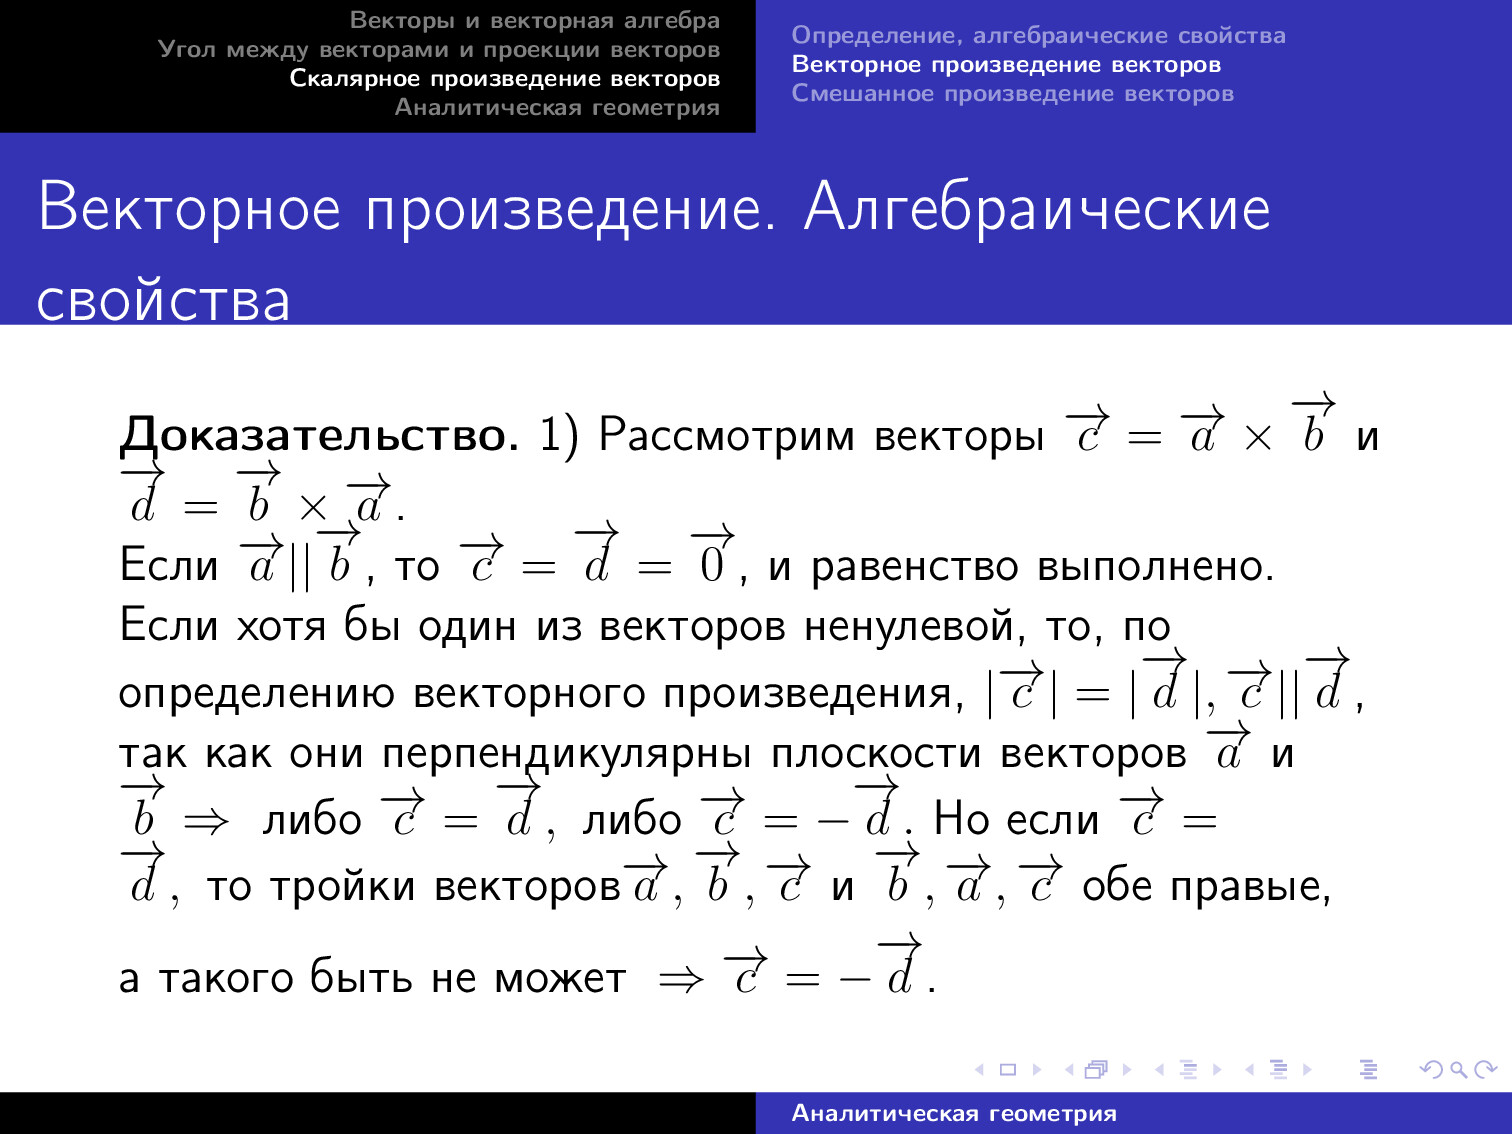 Векторы и векторная алгебра
Угол между векторами и проекции векторов
Скалярное произведение векторов
Аналитическая геометрия
Определение, алгебраические свойства
Векторное произведение векторов
Смешанное произведение векторов
Векторное произведение. Алгебраические
свойства
Доказательство. 1) Рассмотрим векторы $\overrightarrow{c} = \overrightarrow{a} \times \overrightarrow{b}$ и
$\overrightarrow{d} = \overrightarrow{b} \times \overrightarrow{a}$.
Если $\overrightarrow{a} || \overrightarrow{b}$, то $\overrightarrow{c} = \overrightarrow{d} = \overrightarrow{0}$, и равенство выполнено.
Если хотя бы один из векторов ненулевой, то, по
определению векторного произведения, $|\overrightarrow{c}| = |\overrightarrow{d}|, \overrightarrow{c} || \overrightarrow{d}$,
так как они перпендикулярны плоскости векторов $\overrightarrow{a}$ и
$\overrightarrow{b} \Rightarrow$ либо $\overrightarrow{c} = \overrightarrow{d}$, либо $\overrightarrow{c} = -\overrightarrow{d}$. Но если $\overrightarrow{c} =$
$\overrightarrow{d}$, то тройки векторов $\overrightarrow{a}, \overrightarrow{b}, \overrightarrow{c}$ и $\overrightarrow{b}, \overrightarrow{a}, \overrightarrow{c}$ обе правые,
а такого быть не может $\Rightarrow \overrightarrow{c} = -\overrightarrow{d}$.
Аналитическая геометрия